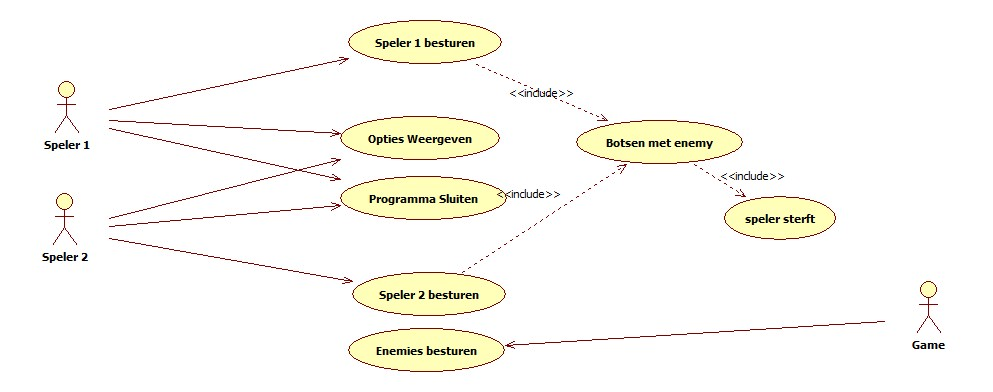 Speler 1 besturen
<<include>>
Speler 1
Opties Weergeven
Botsen met enemy
<<include>>
Programma Sluiten
<<include>>
speler sterft
Speler 2
Speler 2 besturen
Enemies besturen
Game